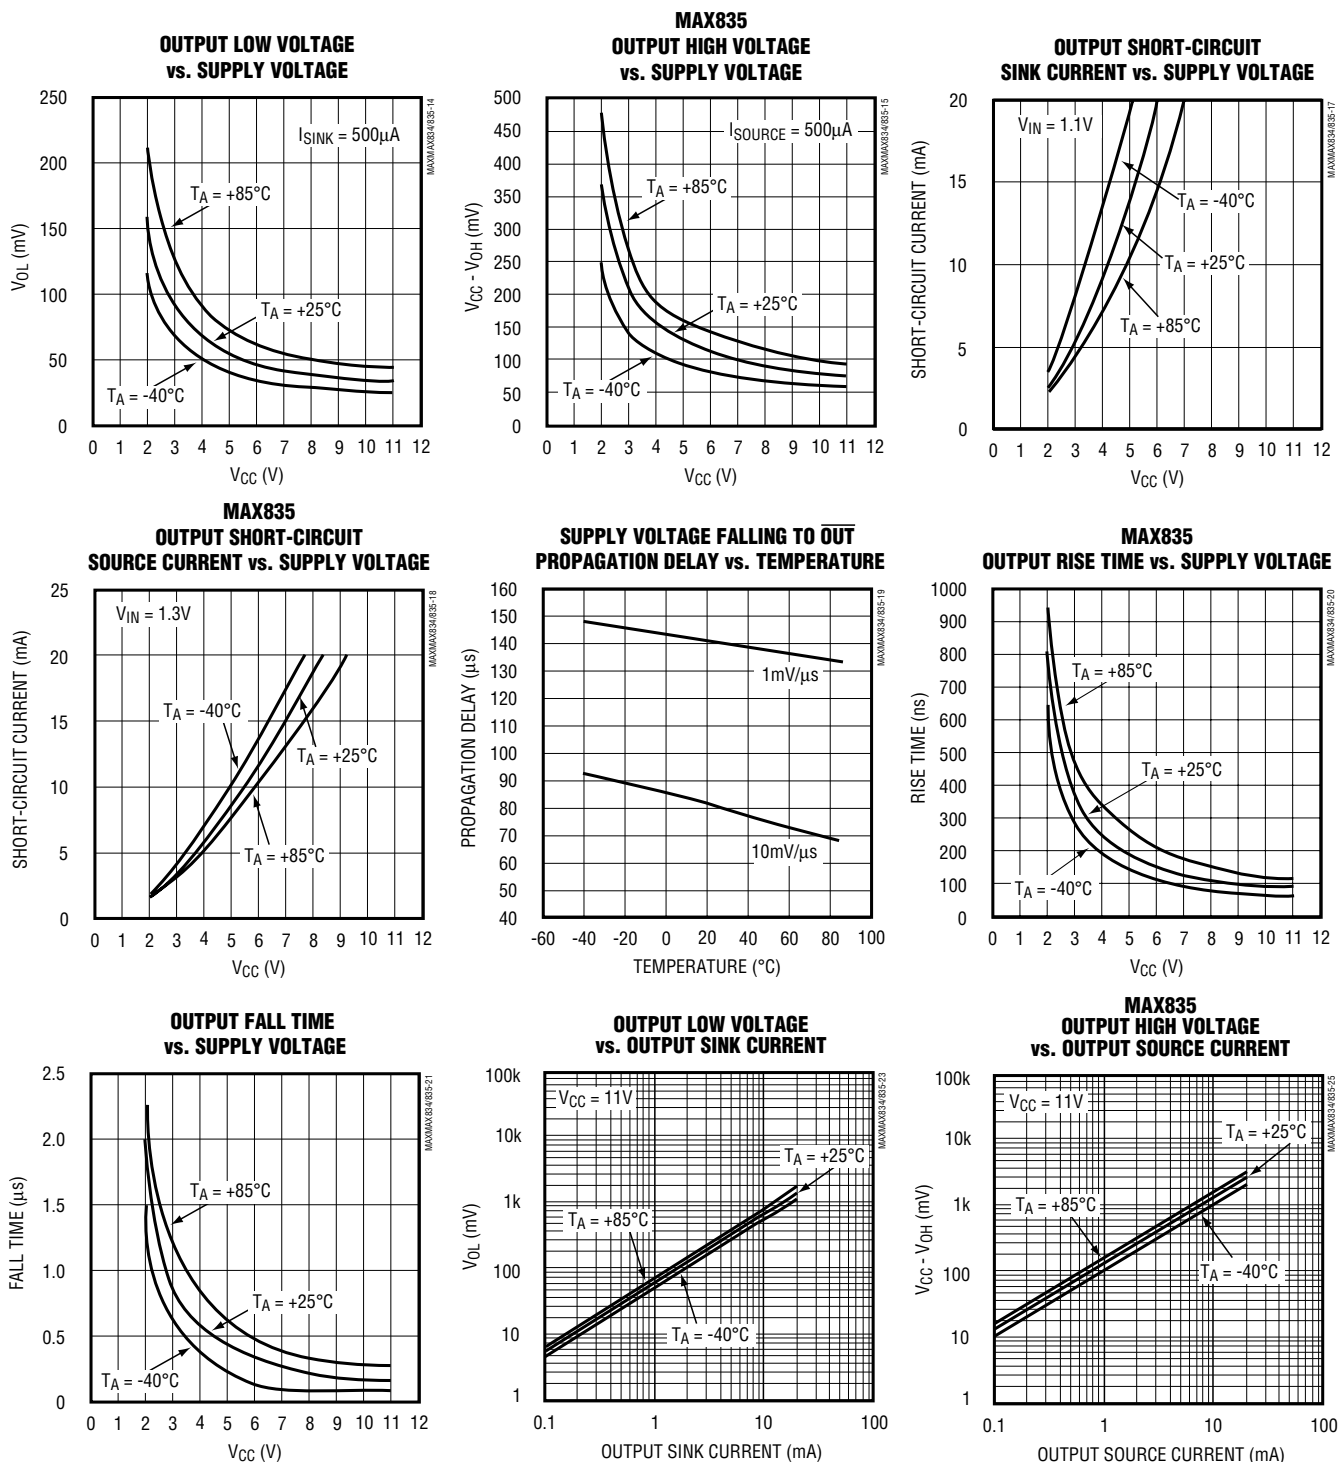 OUTPUT LOW VOLTAGE
vs. SUPPLY VOLTAGE
250
200
150
100
50
0
VOL (mV)
ISINK = 500µA
TA = +85°C
TA = +25°C
TA = -40°C
0 1 2 3 4 5 6 7 8 9 10 11 12
VCC (V)
MAXMAX834/835-14
MAX835
OUTPUT HIGH VOLTAGE
vs. SUPPLY VOLTAGE
500
450
400
350
300
250
200
150
100
50
0
VCC - VOH (mV)
ISOURCE = 500µA
TA = +85°C
TA = +25°C
TA = -40°C
0 1 2 3 4 5 6 7 8 9 10 11 12
VCC (V)
MAXMAX834/835-15
OUTPUT SHORT-CIRCUIT
SINK CURRENT vs. SUPPLY VOLTAGE
20
15
10
5
0
SHORT-CIRCUIT CURRENT (mA)
VIN = 1.1V
TA = -40°C
TA = +25°C
TA = +85°C
0 1 2 3 4 5 6 7 8 9 10 11 12
VCC (V)
MAXMAX834/835-17
MAX835
OUTPUT SHORT-CIRCUIT
SOURCE CURRENT vs. SUPPLY VOLTAGE
25
20
15
10
5
0
SHORT-CIRCUIT CURRENT (mA)
VIN = 1.3V
TA = -40°C
TA = +25°C
TA = +85°C
0 1 2 3 4 5 6 7 8 9 10 11 12
VCC (V)
MAXMAX834/835-18
SUPPLY VOLTAGE FALLING TO O̅U̅T̅
PROPAGATION DELAY vs. TEMPERATURE
160
150
140
130
120
110
100
90
80
70
60
50
40
PROPAGATION DELAY (µs)
1mV/µs
10mV/µs
-60 -40 -20 0 20 40 60 80 100
TEMPERATURE (°C)
MAXMAX834/835-19
MAX835
OUTPUT RISE TIME vs. SUPPLY VOLTAGE
1000
900
800
700
600
500
400
300
200
100
0
RISE TIME (ns)
TA = +85°C
TA = +25°C
TA = -40°C
0 1 2 3 4 5 6 7 8 9 10 11 12
VCC (V)
MAXMAX834/835-20
OUTPUT FALL TIME
vs. SUPPLY VOLTAGE
2.5
2.0
1.5
1.0
0.5
0
FALL TIME (µs)
TA = +85°C
TA = +25°C
TA = -40°C
0 1 2 3 4 5 6 7 8 9 10 11 12
VCC (V)
MAXMAX834/835-21
OUTPUT LOW VOLTAGE
vs. OUTPUT SINK CURRENT
100k
10k
1k
100
10
1
VOL (mV)
VCC = 11V
TA = +25°C
TA = +85°C
TA = -40°C
0.1 1 10 100
OUTPUT SINK CURRENT (mA)
MAXMAX834/835-23
MAX835
OUTPUT HIGH VOLTAGE
vs. OUTPUT SOURCE CURRENT
100k
10k
1k
100
10
1
VCC - VOH (mV)
VCC = 11V
TA = +25°C
TA = +85°C
TA = -40°C
0.1 1 10 100
OUTPUT SOURCE CURRENT (mA)
MAXMAX834/835-25